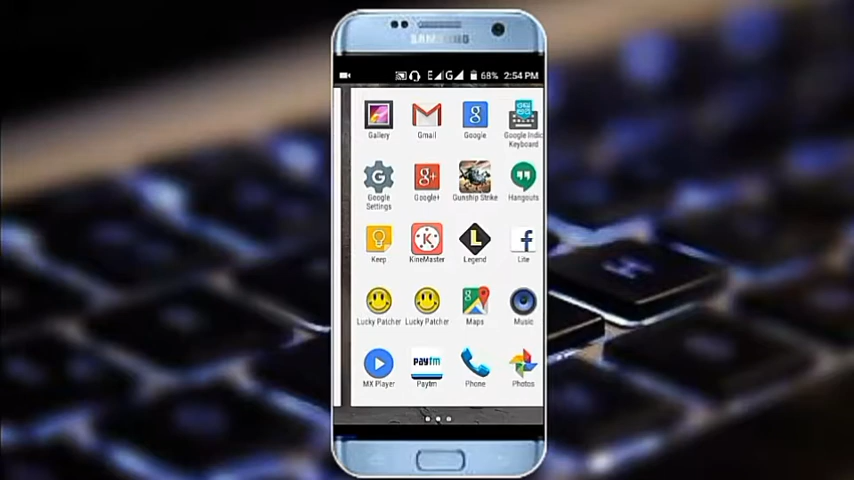 SAMSUNG
E G 68% 2:54 PM
Gallery Gmail Google Google Indic
Keyboard
Google Google+ Gunship Strike Hangouts
Settings
Keep KineMaster Legend Lite
Lucky Patcher Lucky Patcher Maps Music
MX Player Paytm Phone Photos